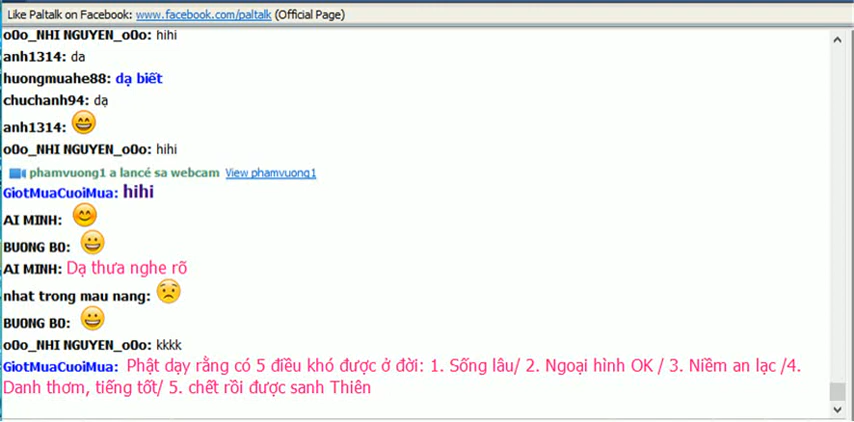 Like Paltalk on Facebook: www.facebook.com/paltalk (Official Page)
o0o_NHI NGUYEN_o0o: hihi
anh1314: da
huongmuahe88: dạ biết
chuchanh94: dạ
anh1314:
o0o_NHI NGUYEN_o0o: hihi
phamvuong1 a lancé sa webcam View phamvuong1
GiotMuaCuoiMua: hihi
AI MINH:
BUONG BO:
AI MINH: Dạ thưa nghe rõ
nhat trong mau nang:
BUONG BO:
o0o_NHI NGUYEN_o0o: kkkk
GiotMuaCuoiMua: Phật dạy rằng có 5 điều khó được ở đời: 1. Sống lâu/ 2. Ngoại hình OK / 3. Niềm an lạc /4.
Danh thơm, tiếng tốt/ 5. chết rồi được sanh Thiên